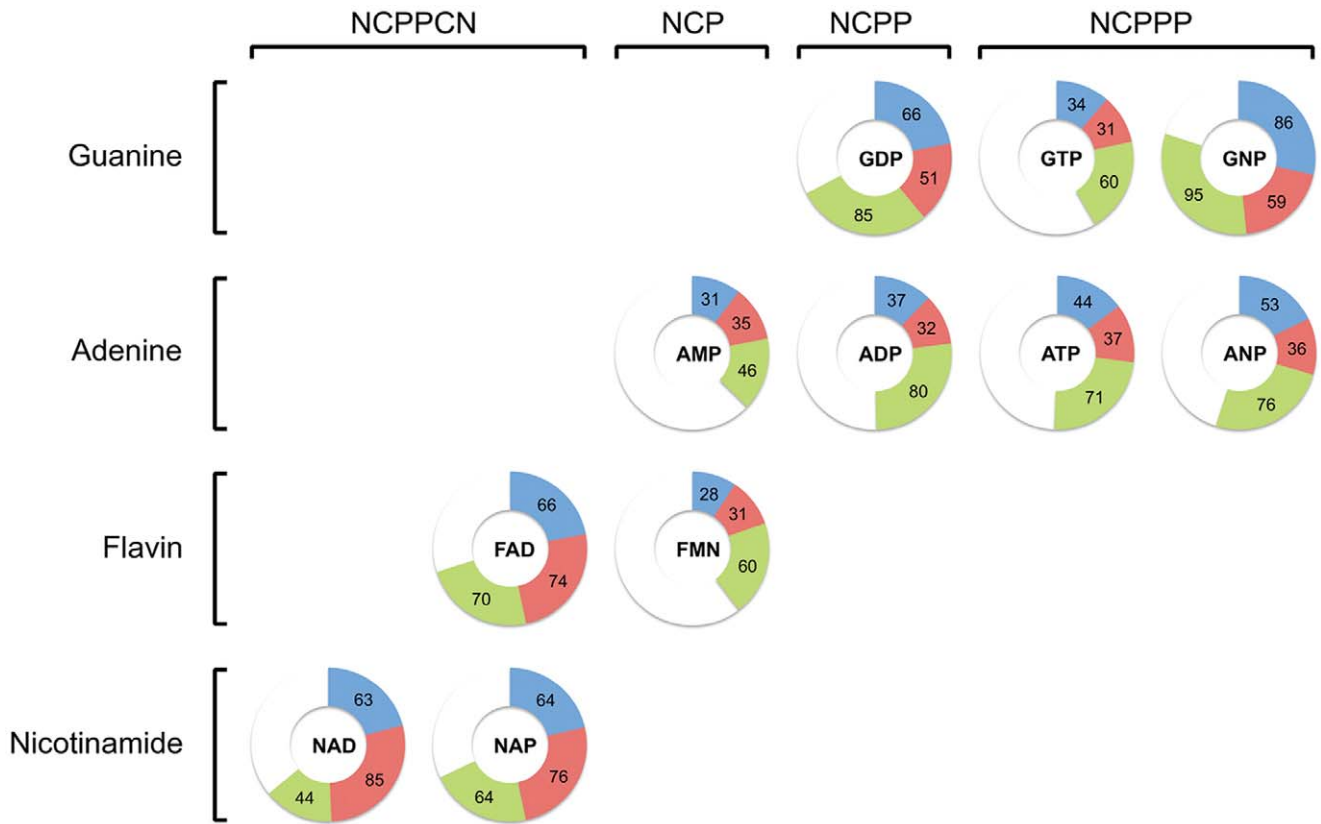 NCPPCN NCP NCPP NCPPP
Guanine
66
GDP
51
85
34
31
GTP
60
86
GNP
95
59
Adenine
31
35
AMP
46
37
32
ADP
80
44
37
ATP
71
53
36
ANP
76
Flavin
66
FAD
74
70
28
31
FMN
60
Nicotinamide
63
NAD
85
44
64
NAP
76
64